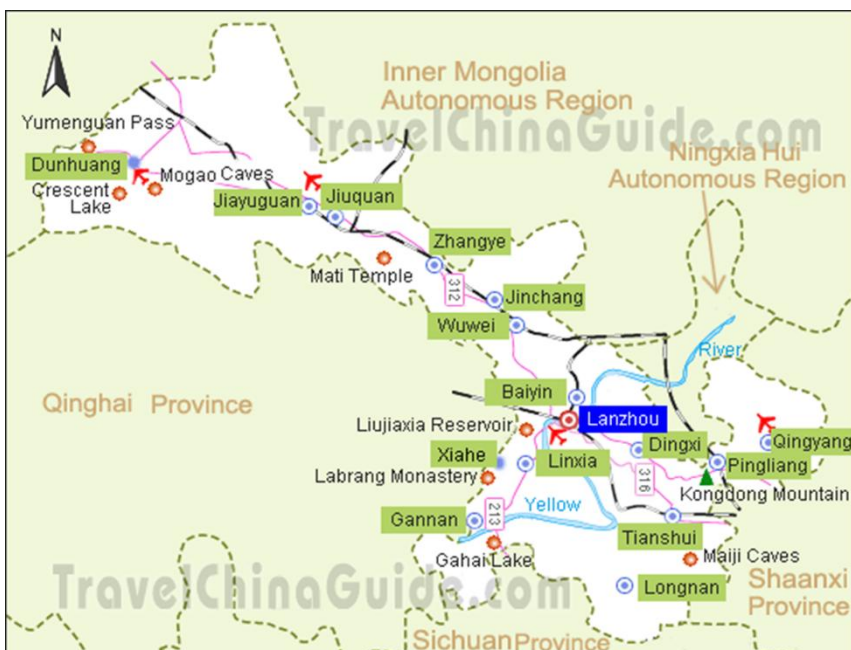 N
Inner Mongolia
Autonomous Region
TravelChinaGuide.com
Yumenguan Pass
Ningxia Hui
Autonomous Region
Dunhuang
Mogao Caves
Crescent
Lake
Jiayuguan
Jiuquan
Zhangye
Mati Temple
312
Jinchang
Wuwei
River
Baiyin
Qinghai Province
Liujiaxia Reservoir
Lanzhou
Dingxi
Qingyang
Xiahe
Linxia
Pingliang
Labrang Monastery
316
Kongdong Mountain
Yellow
213
Gannan
Tianshui
Gahai Lake
Maiji Caves
TravelChinaGuide.com
Longnan
Shaanxi
Province
Sichuan Province